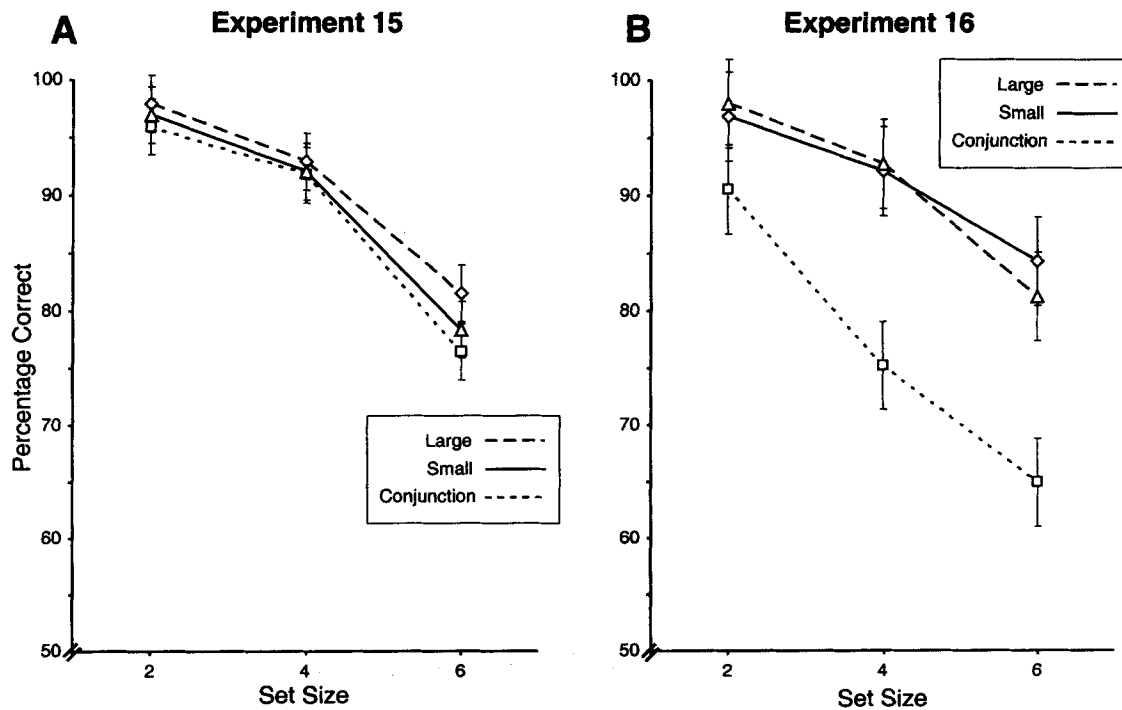 A
Experiment 15
Percentage Correct
100
90
80
70
60
50
2
4
6
Set Size
Large
Small
Conjunction
B
Experiment 16
100
90
80
70
60
50
2
4
6
Set Size
Large
Small
Conjunction